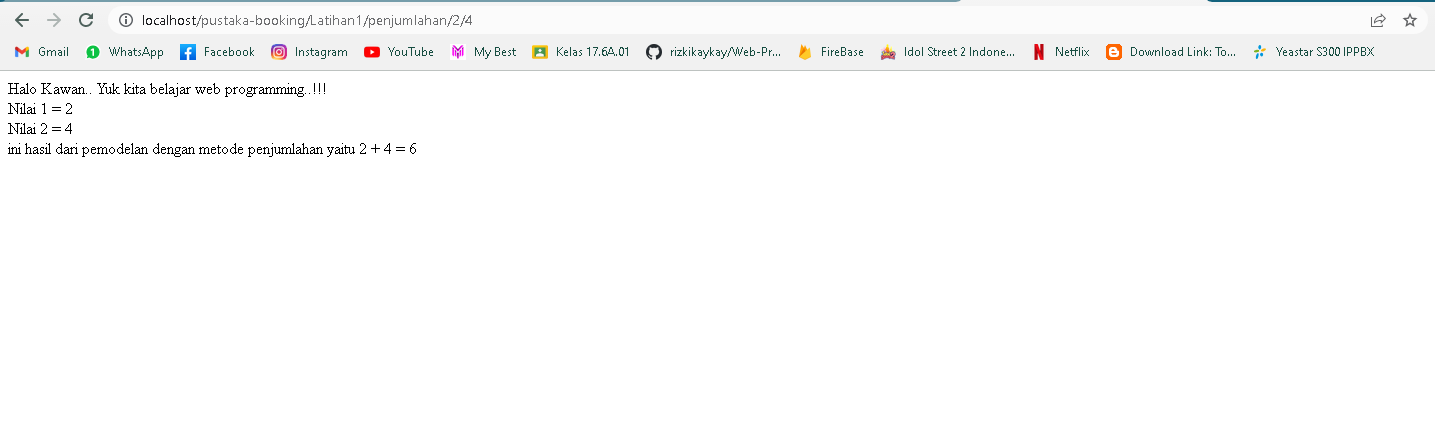 localhost/pustaka-booking/Latihan1/penjumlahan/2/4
Gmail WhatsApp Facebook Instagram YouTube My Best Kelas 17.6A.01 rizkikaykay/Web-Pr... FireBase Idol Street 2 Indone... Netflix Download Link: To... Yeastar S300 IPPBX
Halo Kawan.. Yuk kita belajar web programming..!!!
Nilai 1 = 2
Nilai 2 = 4
ini hasil dari pemodelan dengan metode penjumlahan yaitu 2 + 4 = 6